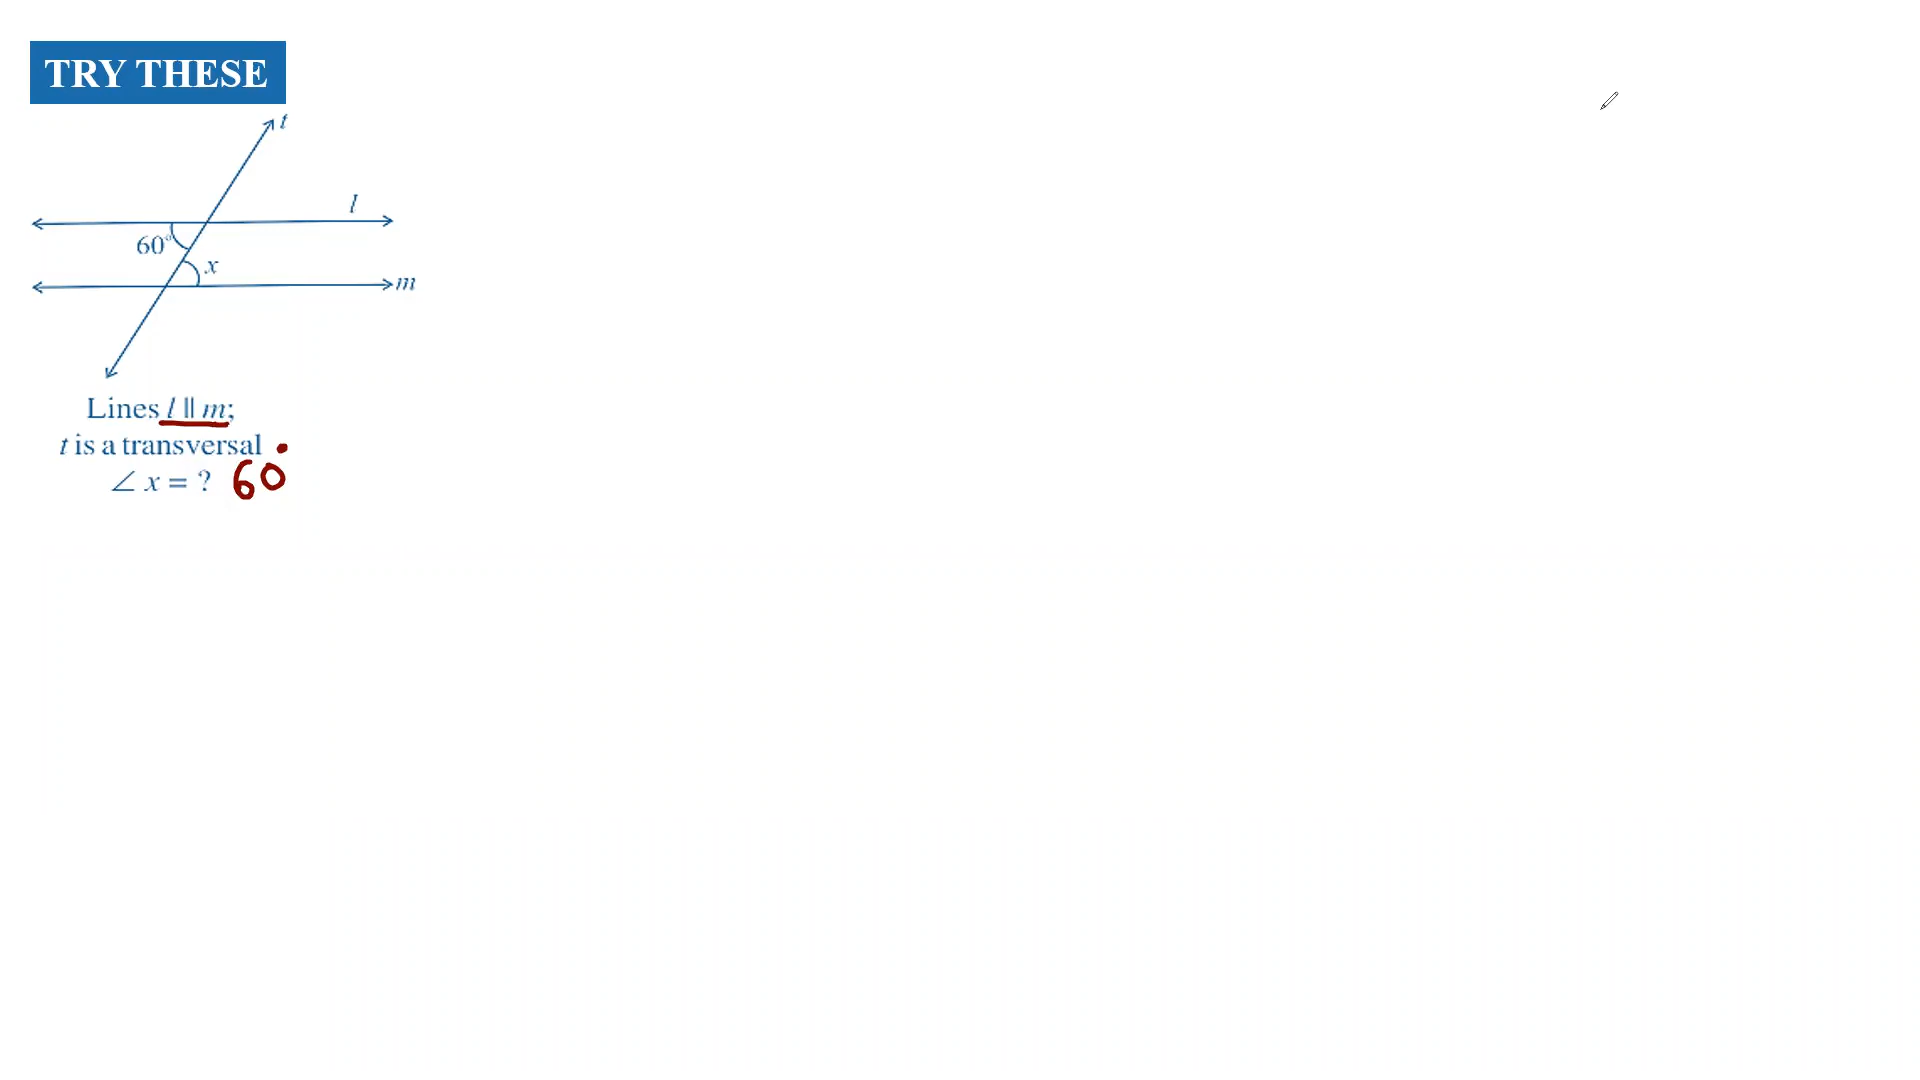 TRY THESE
t
l
60°
x
m
Lines l || m;
t is a transversal
∠ x = ? 60°